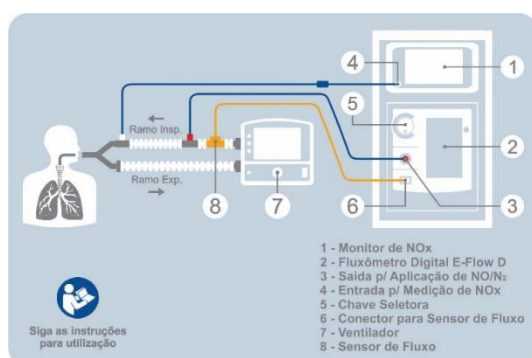 4
1
Ramo Insp.
5
2
Ramo Exp.
8
7
6
3
1 - Monitor de NOx
2 - Fluxômetro Digital E-Flow D
3 - Saída p/ Aplicação de NO/N₂
4 - Entrada p/ Medição de NOx
5 - Chave Seletora
6 - Conector para Sensor de Fluxo
7 - Ventilador
8 - Sensor de Fluxo
Siga as instruções
para utilização